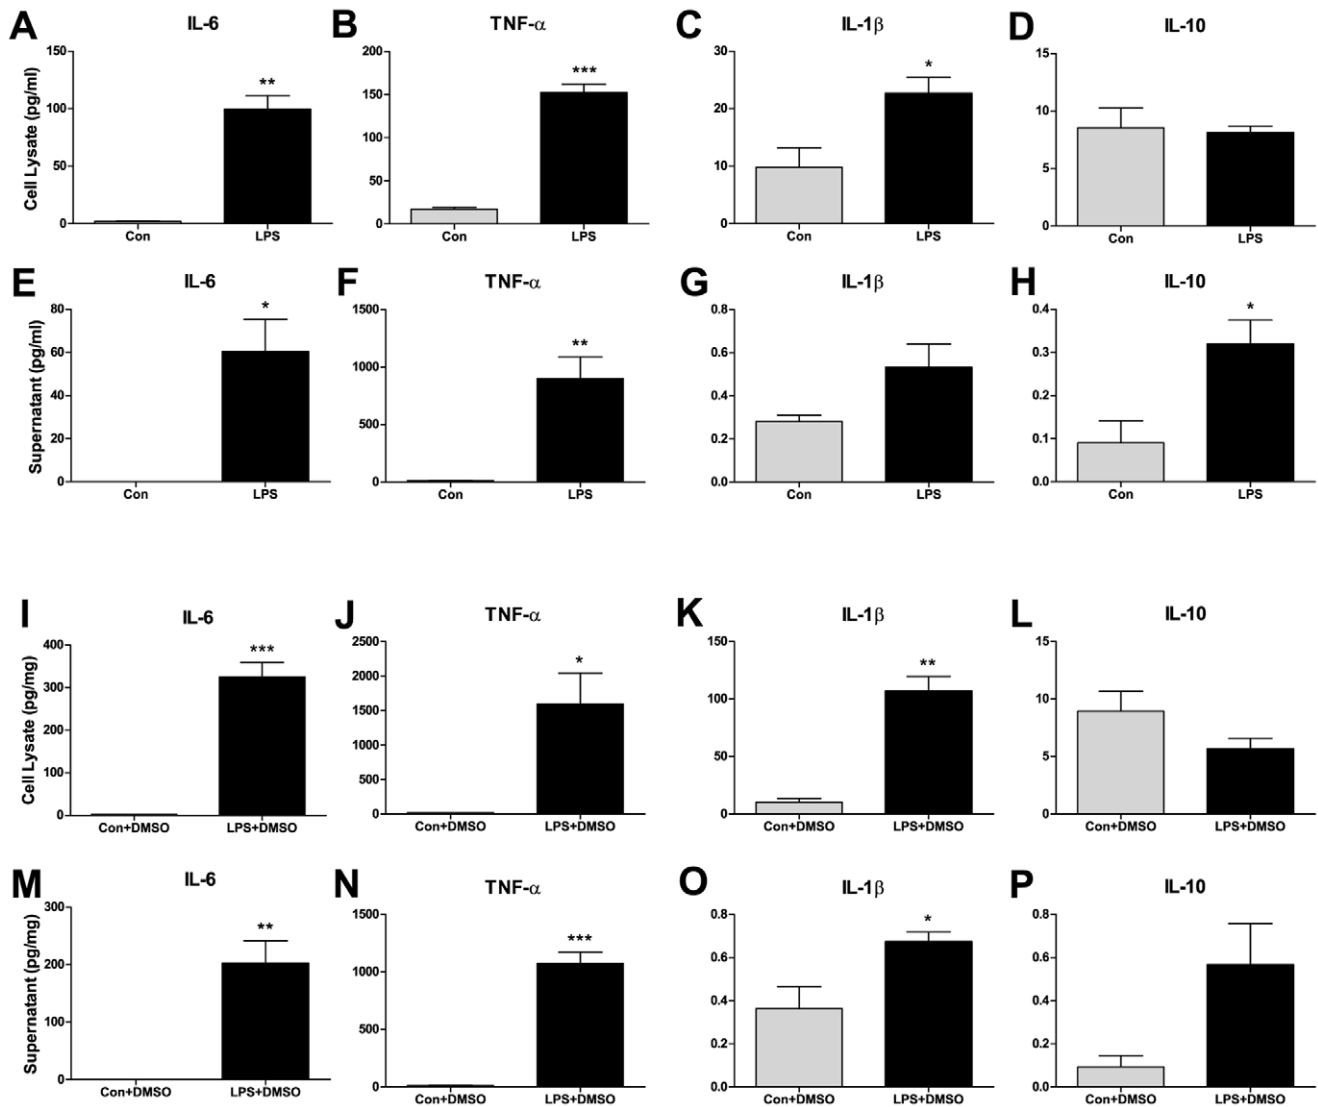 A IL-6
Cell Lysate (pg/ml)
150
100
50
0
**
Con LPS
B TNF-α
200
150
100
50
0
***
Con LPS
C IL-1β
30
20
10
0
*
Con LPS
D IL-10
15
10
5
0
Con LPS
E IL-6
Supernatant (pg/ml)
80
60
40
20
0
*
Con LPS
F TNF-α
1500
1000
500
0
**
Con LPS
G IL-1β
0.8
0.6
0.4
0.2
0.0
Con LPS
H IL-10
0.4
0.3
0.2
0.1
0.0
*
Con LPS
I IL-6
Cell Lysate (pg/mg)
400
300
200
100
0
***
Con+DMSO LPS+DMSO
J TNF-α
2500
2000
1500
1000
500
0
*
Con+DMSO LPS+DMSO
K IL-1β
150
100
50
0
**
Con+DMSO LPS+DMSO
L IL-10
15
10
5
0
Con+DMSO LPS+DMSO
M IL-6
Supernatant (pg/mg)
300
200
100
0
**
Con+DMSO LPS+DMSO
N TNF-α
1500
1000
500
0
***
Con+DMSO LPS+DMSO
O IL-1β
0.8
0.6
0.4
0.2
0.0
*
Con+DMSO LPS+DMSO
P IL-10
0.8
0.6
0.4
0.2
0.0
Con+DMSO LPS+DMSO